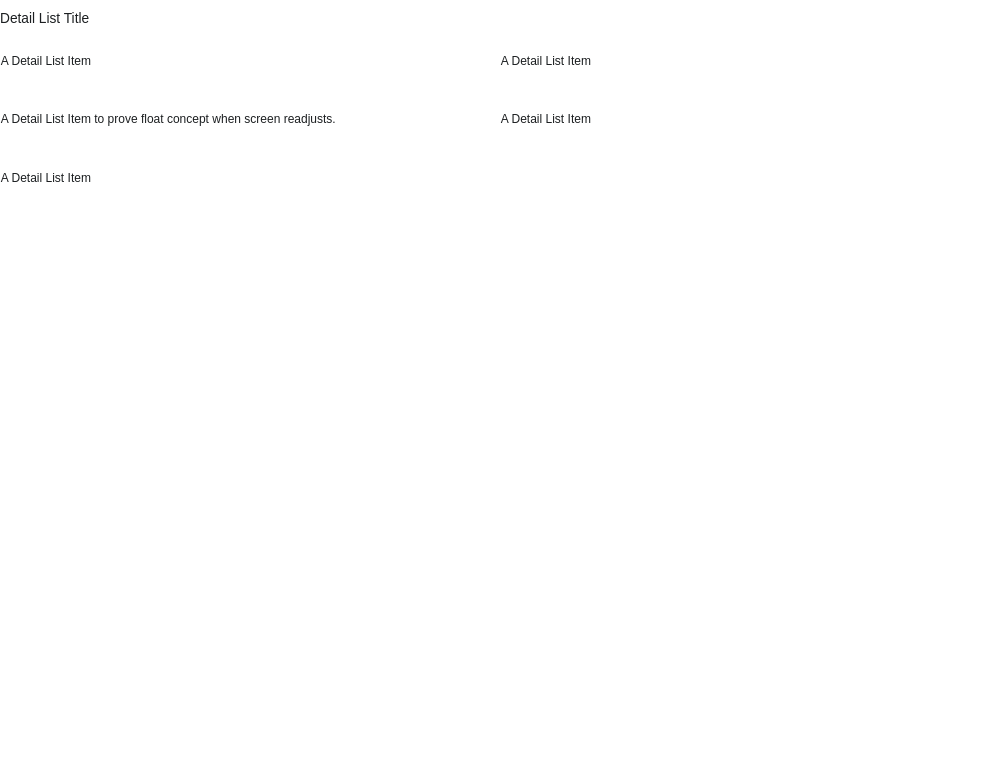 Detail List Title
A Detail List Item
A Detail List Item
A Detail List Item to prove float concept when screen readjusts.
A Detail List Item
A Detail List Item